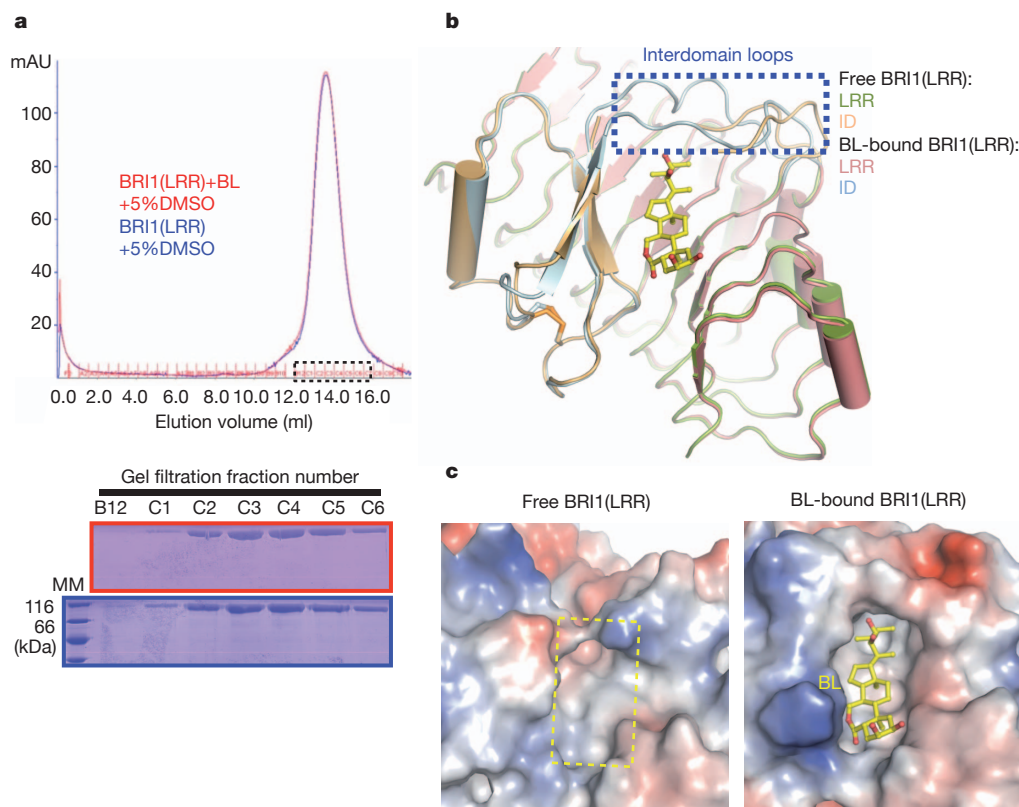 a
mAU
100
80
60
40
20
BRI1(LRR)+BL
+5%DMSO
BRI1(LRR)
+5%DMSO
0.0 2.0 4.0 6.0 8.0 10.0 12.0 14.0 16.0
Elution volume (ml)
Gel filtration fraction number
B12 C1 C2 C3 C4 C5 C6
MM
116
66
(kDa)
b
Interdomain loops
Free BRI1(LRR):
LRR
ID
BL-bound BRI1(LRR):
LRR
ID
c
Free BRI1(LRR)
BL-bound BRI1(LRR)
BL